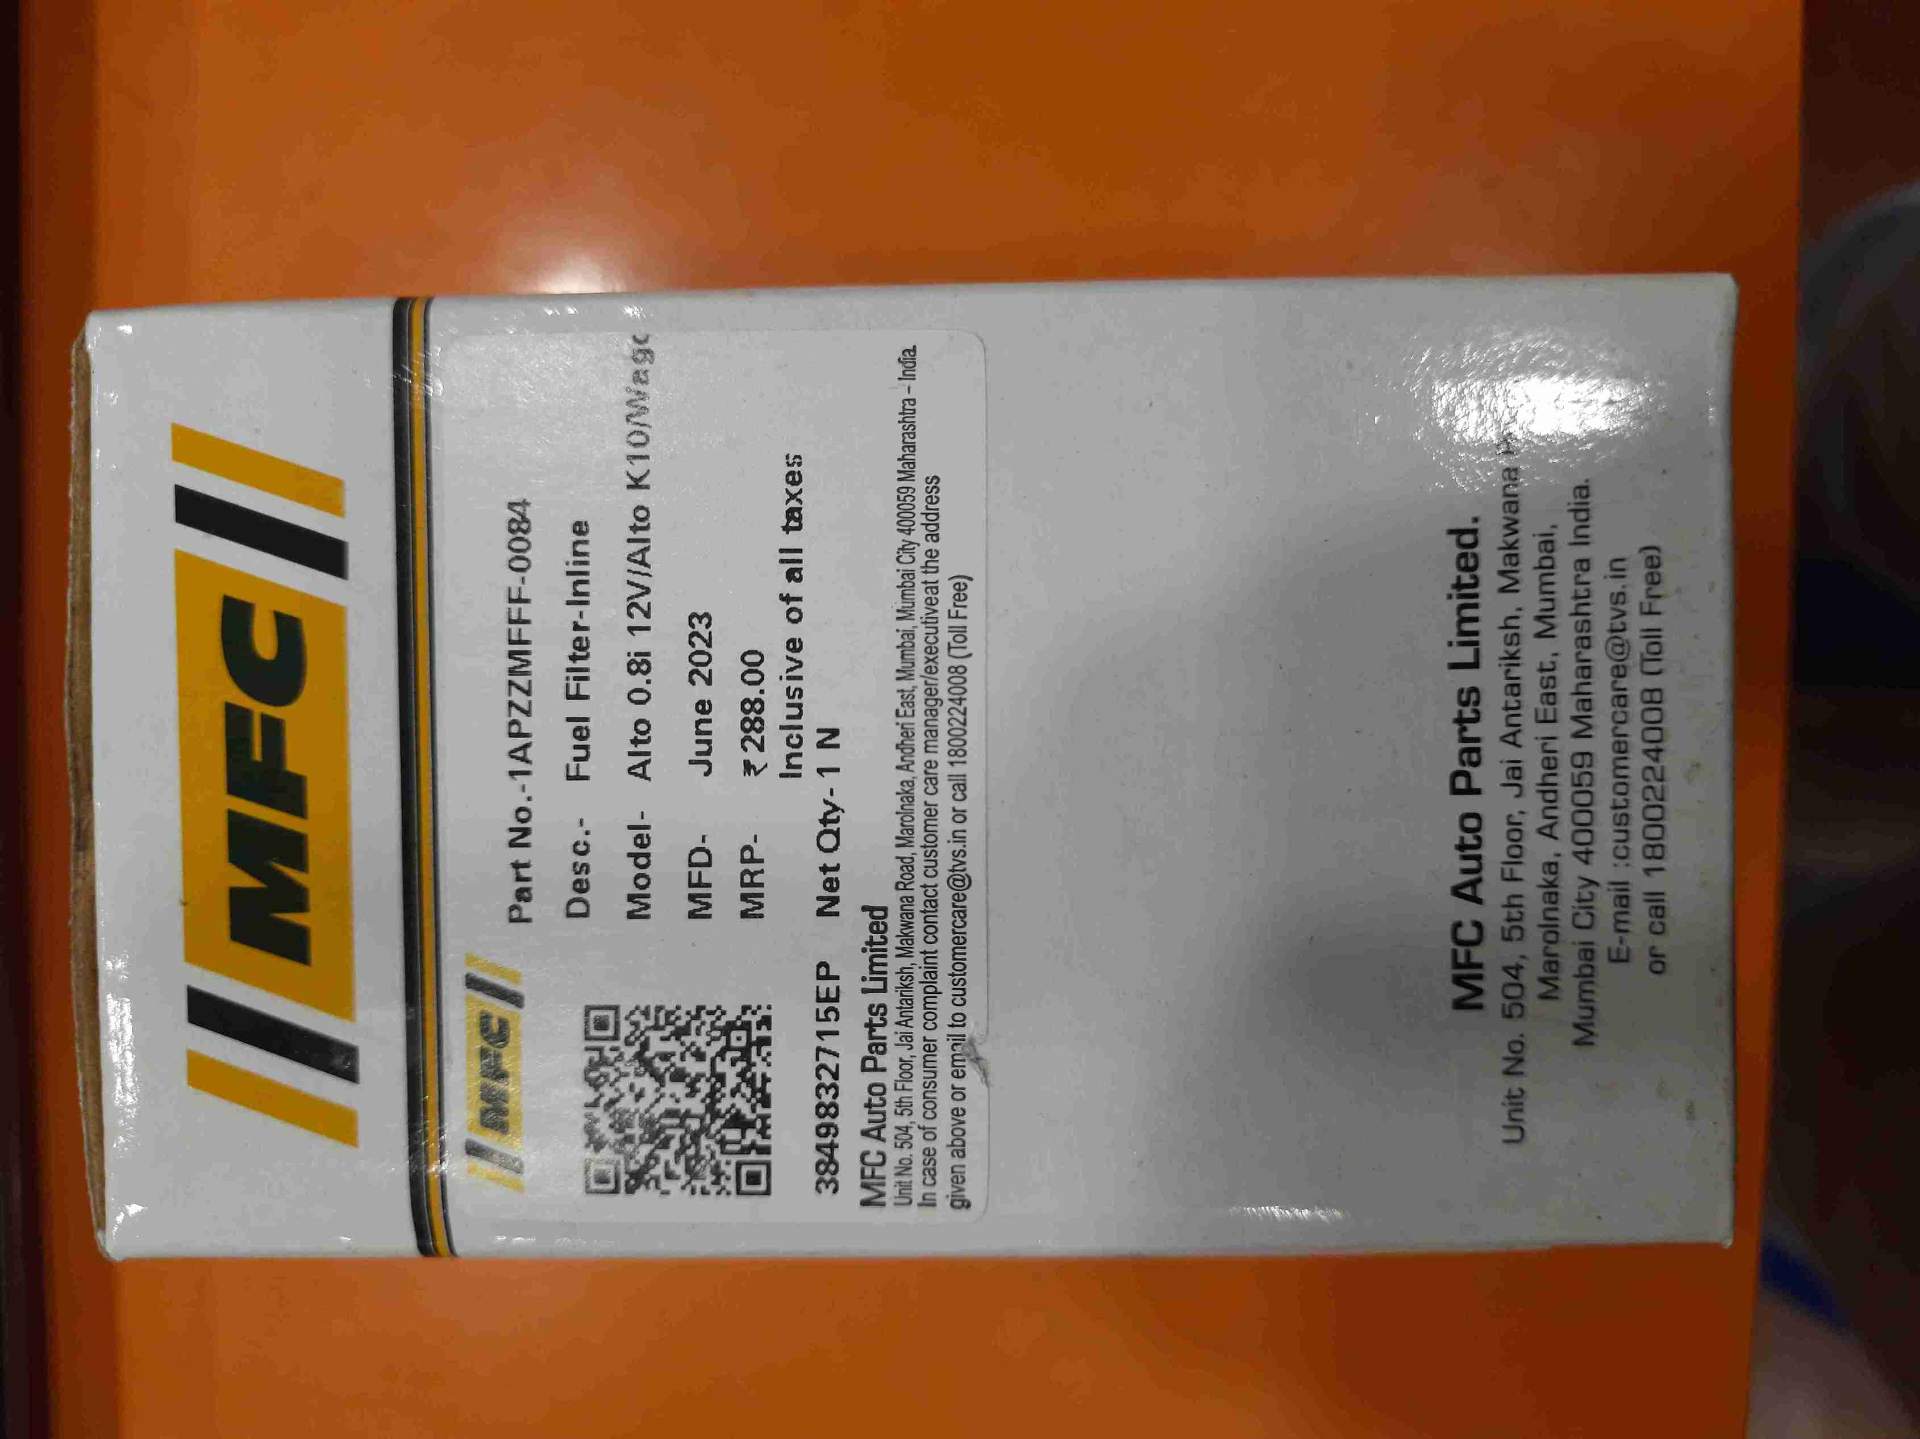 MFC
MFC
Part No.-1APZZMFFF-0084
Desc.- Fuel Filter-Inline
Model- Alto 0.8i 12V/Alto K10/Wago
MFD- June 2023
MRP- ₹ 288.00
Inclusive of all taxes
3849832715EP Net Qty- 1 N
MFC Auto Parts Limited
Unit No. 504, 5th Floor, Jai Antariksh, Makwana Road, Marolnaka, Andheri East, Mumbai, Mumbai City 400059 Maharashtra - India.
In case of consumer complaint contact customer care manager/executiveat the address
given above or email to customercare@tvs.in or call 1800224008 (Toll Free)
MFC Auto Parts Limited.
Unit No. 504, 5th Floor, Jai Antariksh, Makwana
Marolnaka, Andheri East, Mumbai,
Mumbai City 400059 Maharashtra India.
E-mail :customercare@tvs.in
or call 1800224008 (Toll Free)